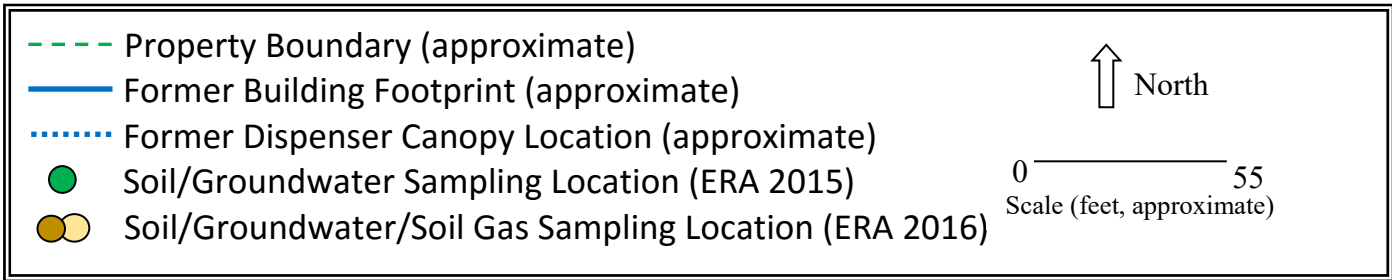 Property Boundary (approximate)
Former Building Footprint (approximate)
Former Dispenser Canopy Location (approximate)
Soil/Groundwater Sampling Location (ERA 2015)
Soil/Groundwater/Soil Gas Sampling Location (ERA 2016)
North
0 55
Scale (feet, approximate)